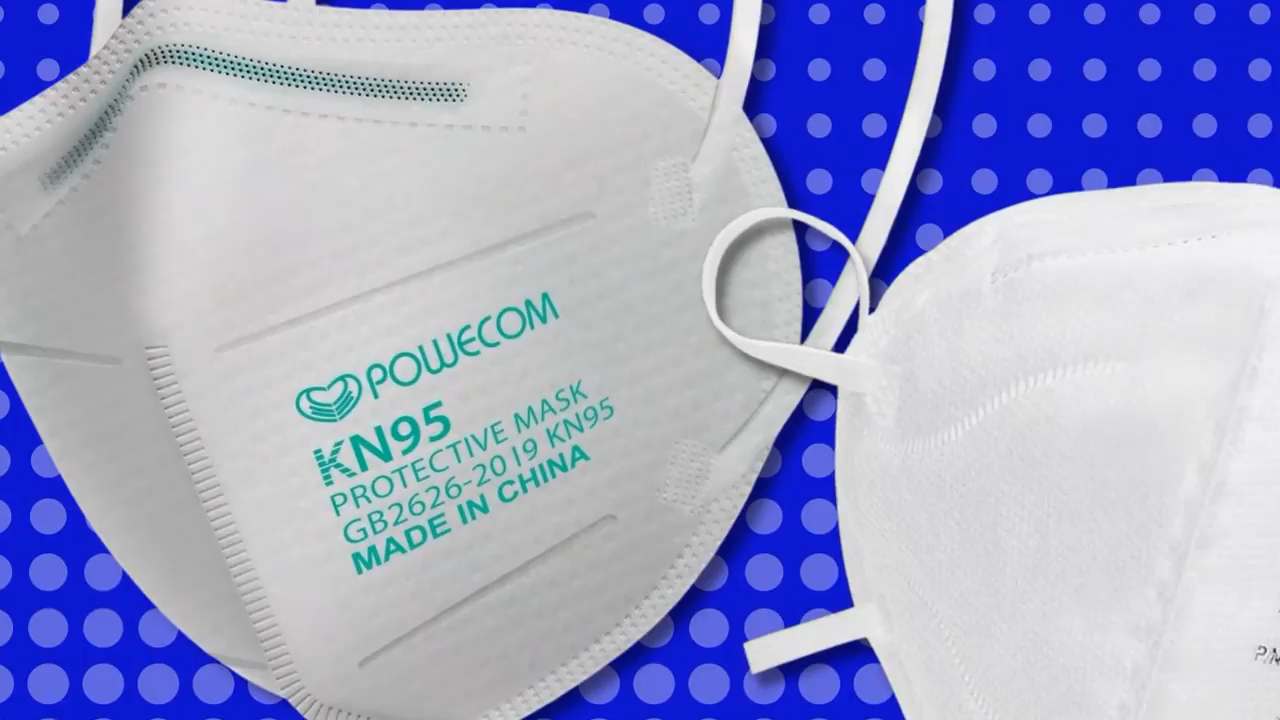 POWECOM
KN95
PROTECTIVE MASK
GB2626-2019 KN95
MADE IN CHINA